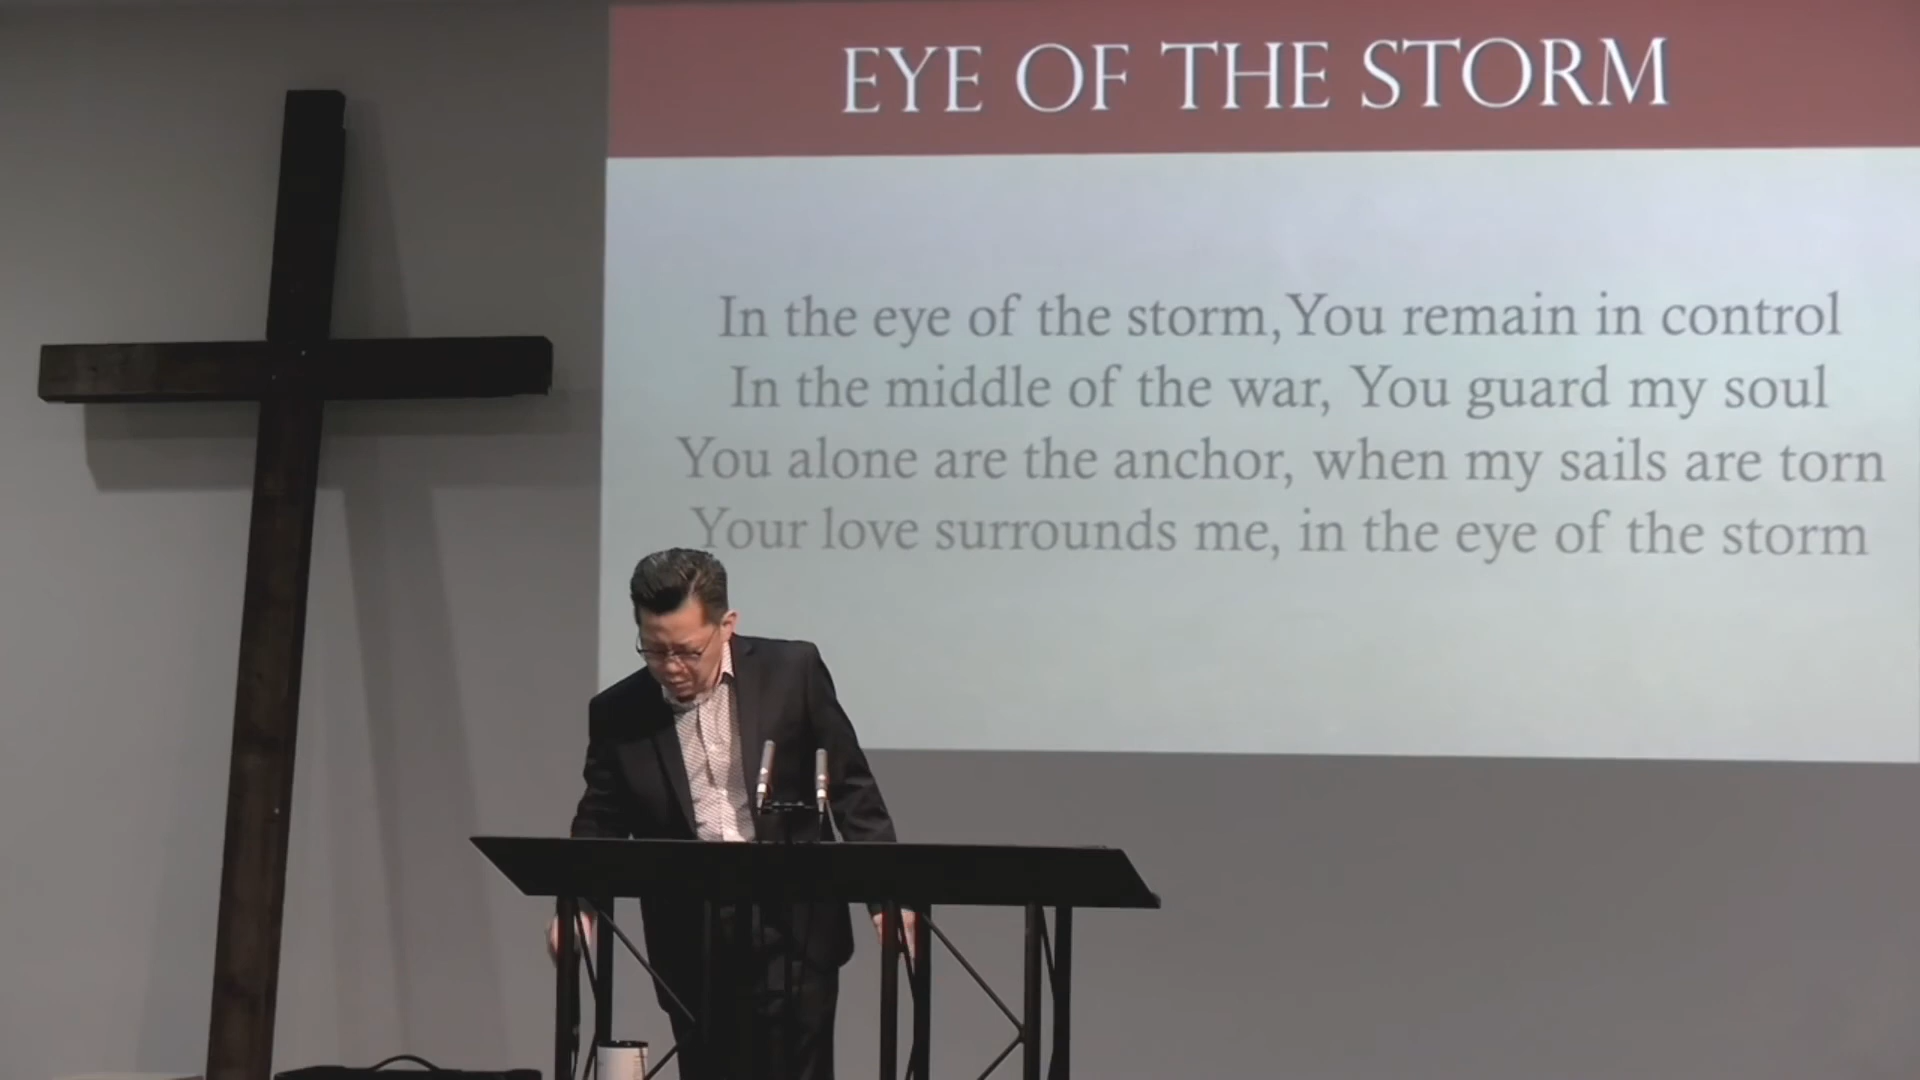 EYE OF THE STORM
In the eye of the storm, You remain in control
In the middle of the war, You guard my soul
You alone are the anchor, when my sails are torn
Your love surrounds me, in the eye of the storm